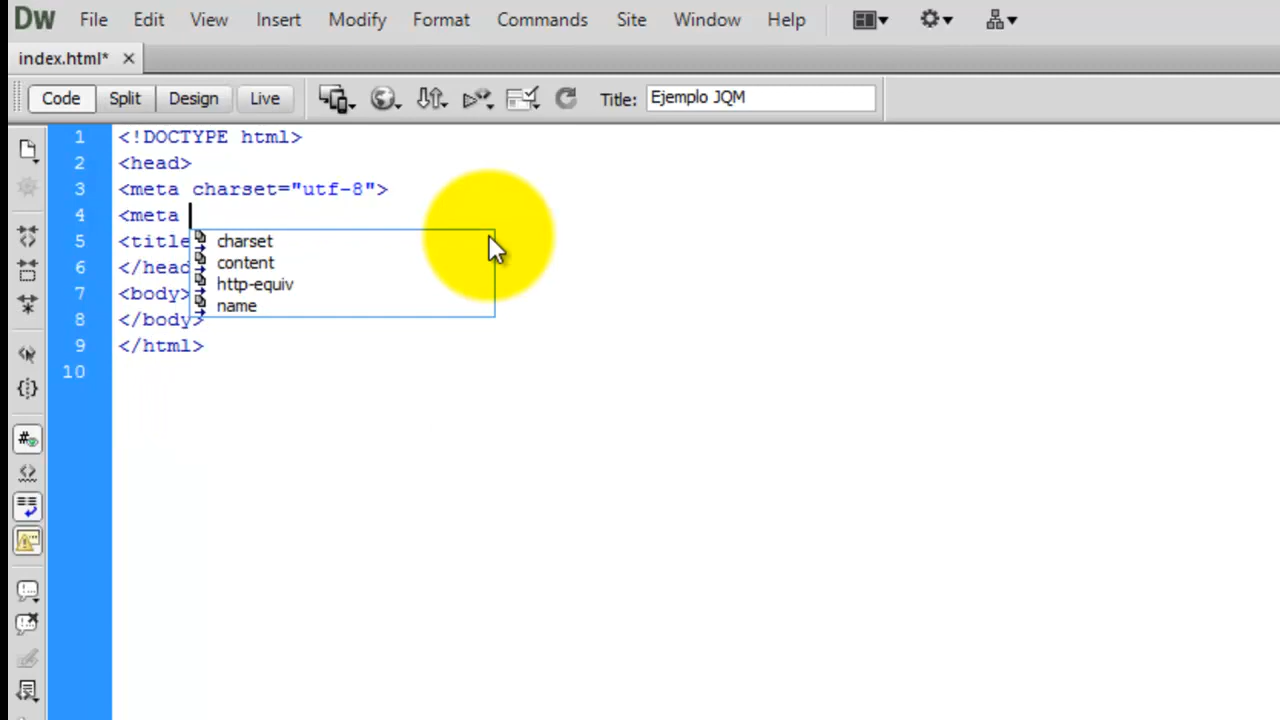 Dw File Edit View Insert Modify Format Commands Site Window Help
index.html*
Code Split Design Live Title: Ejemplo JQM
1 <!DOCTYPE html>
2 <head>
3 <meta charset="utf-8">
4 <meta
5 <title
charset
6 </head
content
http-equiv
7 <body>
name
8 </body>
9 </html>
10